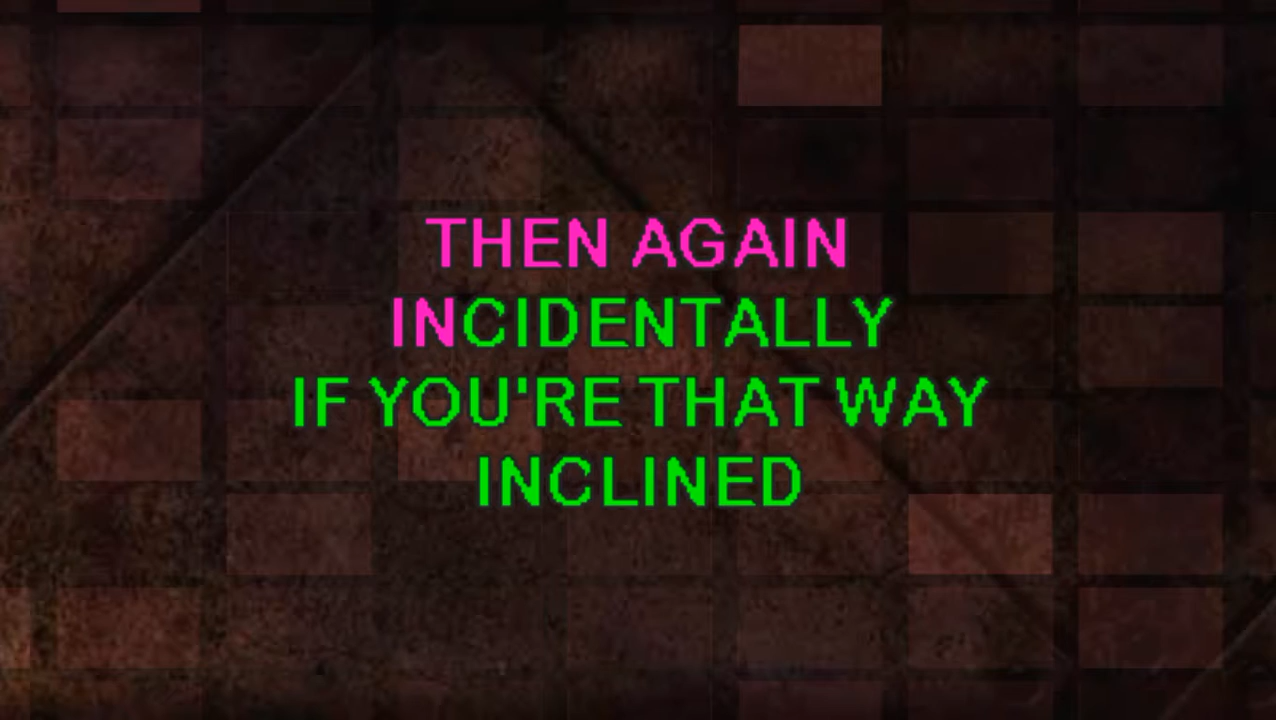 THEN AGAIN
INCIDENTALLY
IF YOU'RE THAT WAY
INCLINED